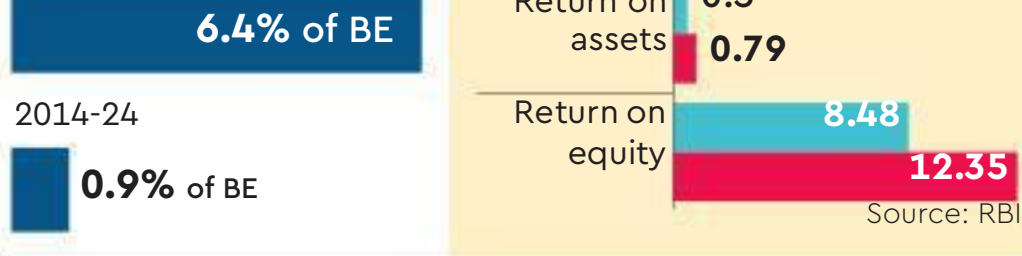 6.4% of BE
2014-24
0.9% of BE
Return on
assets
0.79
Return on
equity
8.48
12.35
Source: RBI